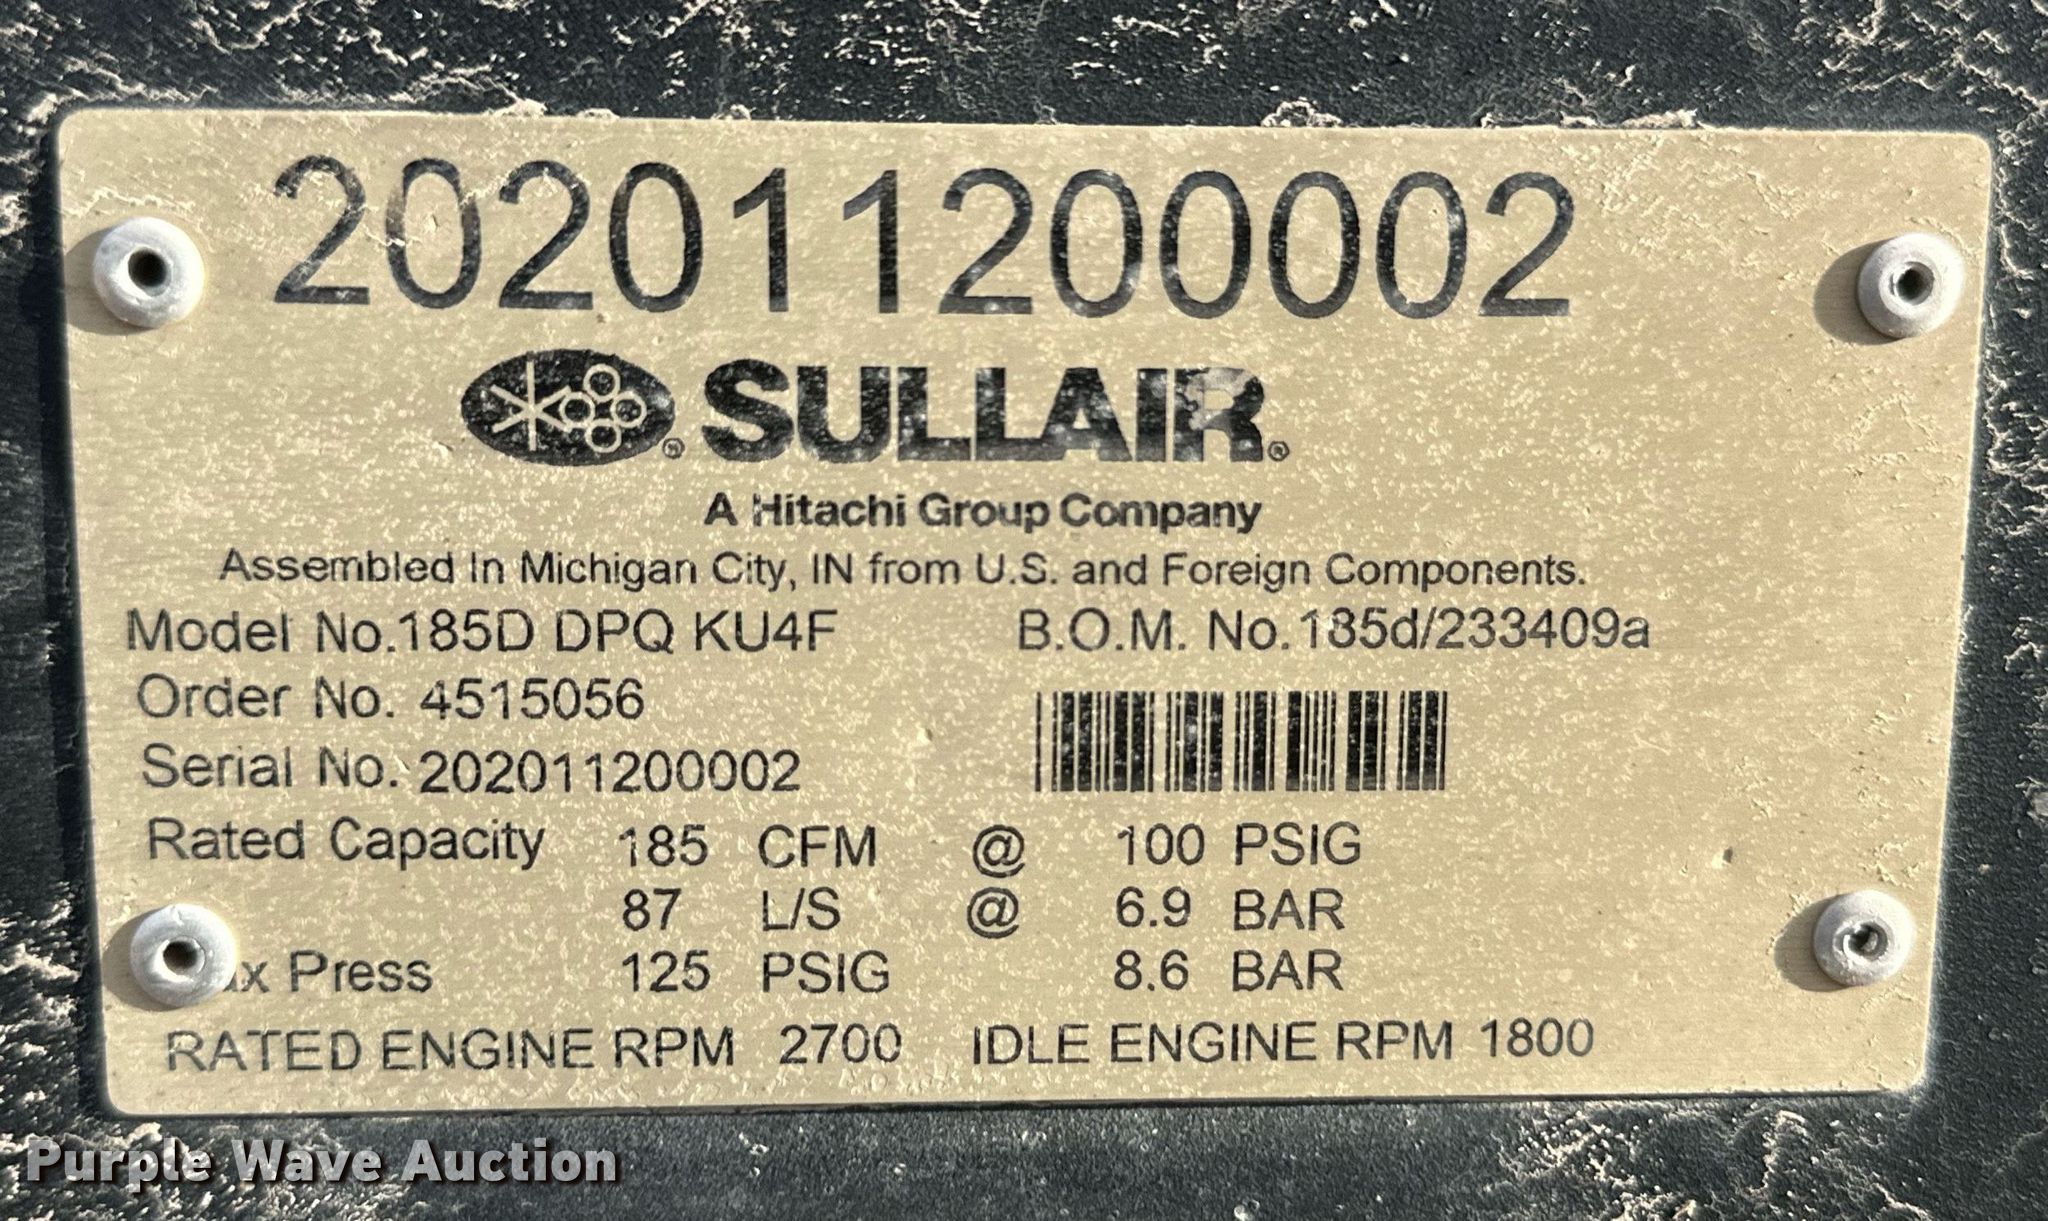 202011200002
SULLAIR®
A Hitachi Group Company
Assembled In Michigan City, IN from U.S. and Foreign Components.
Model No.185D DPQ KU4F B.O.M. No.185d/233409a
Order No. 4515056
Serial No. 202011200002
Rated Capacity 185 CFM @ 100 PSIG
87 L/S @ 6.9 BAR
Press 125 PSIG 8.6 BAR
RATED ENGINE RPM 2700 IDLE ENGINE RPM 1800
Purple Wave Auction